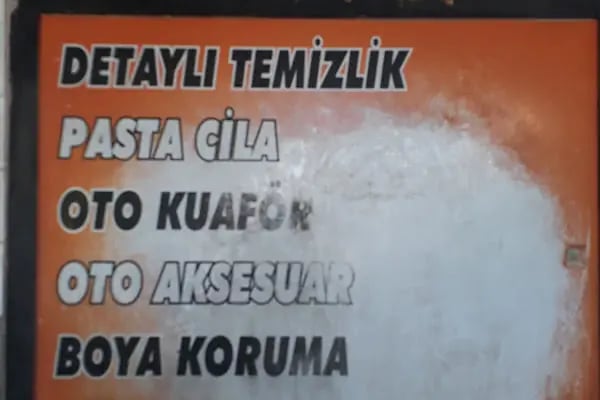 DETAYLI TEMİZLİK
PASTA CİLA
OTO KUAFÖR
OTO AKSESUAR
BOYA KORUMA